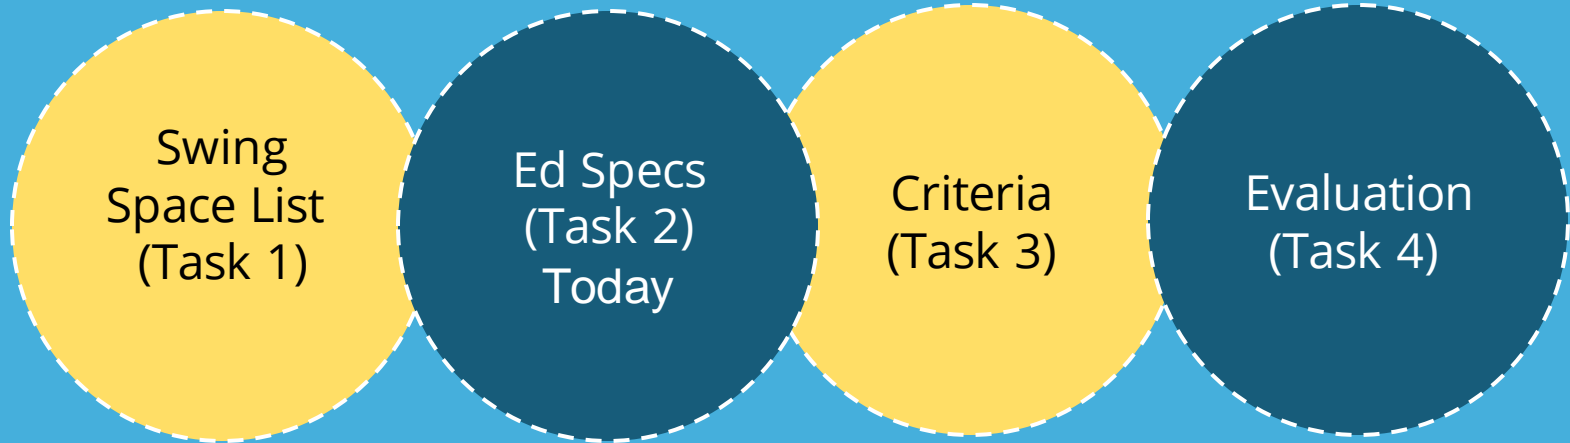 Swing
Space List
(Task 1)
Ed Specs
(Task 2)
Today
Criteria
(Task 3)
Evaluation
(Task 4)